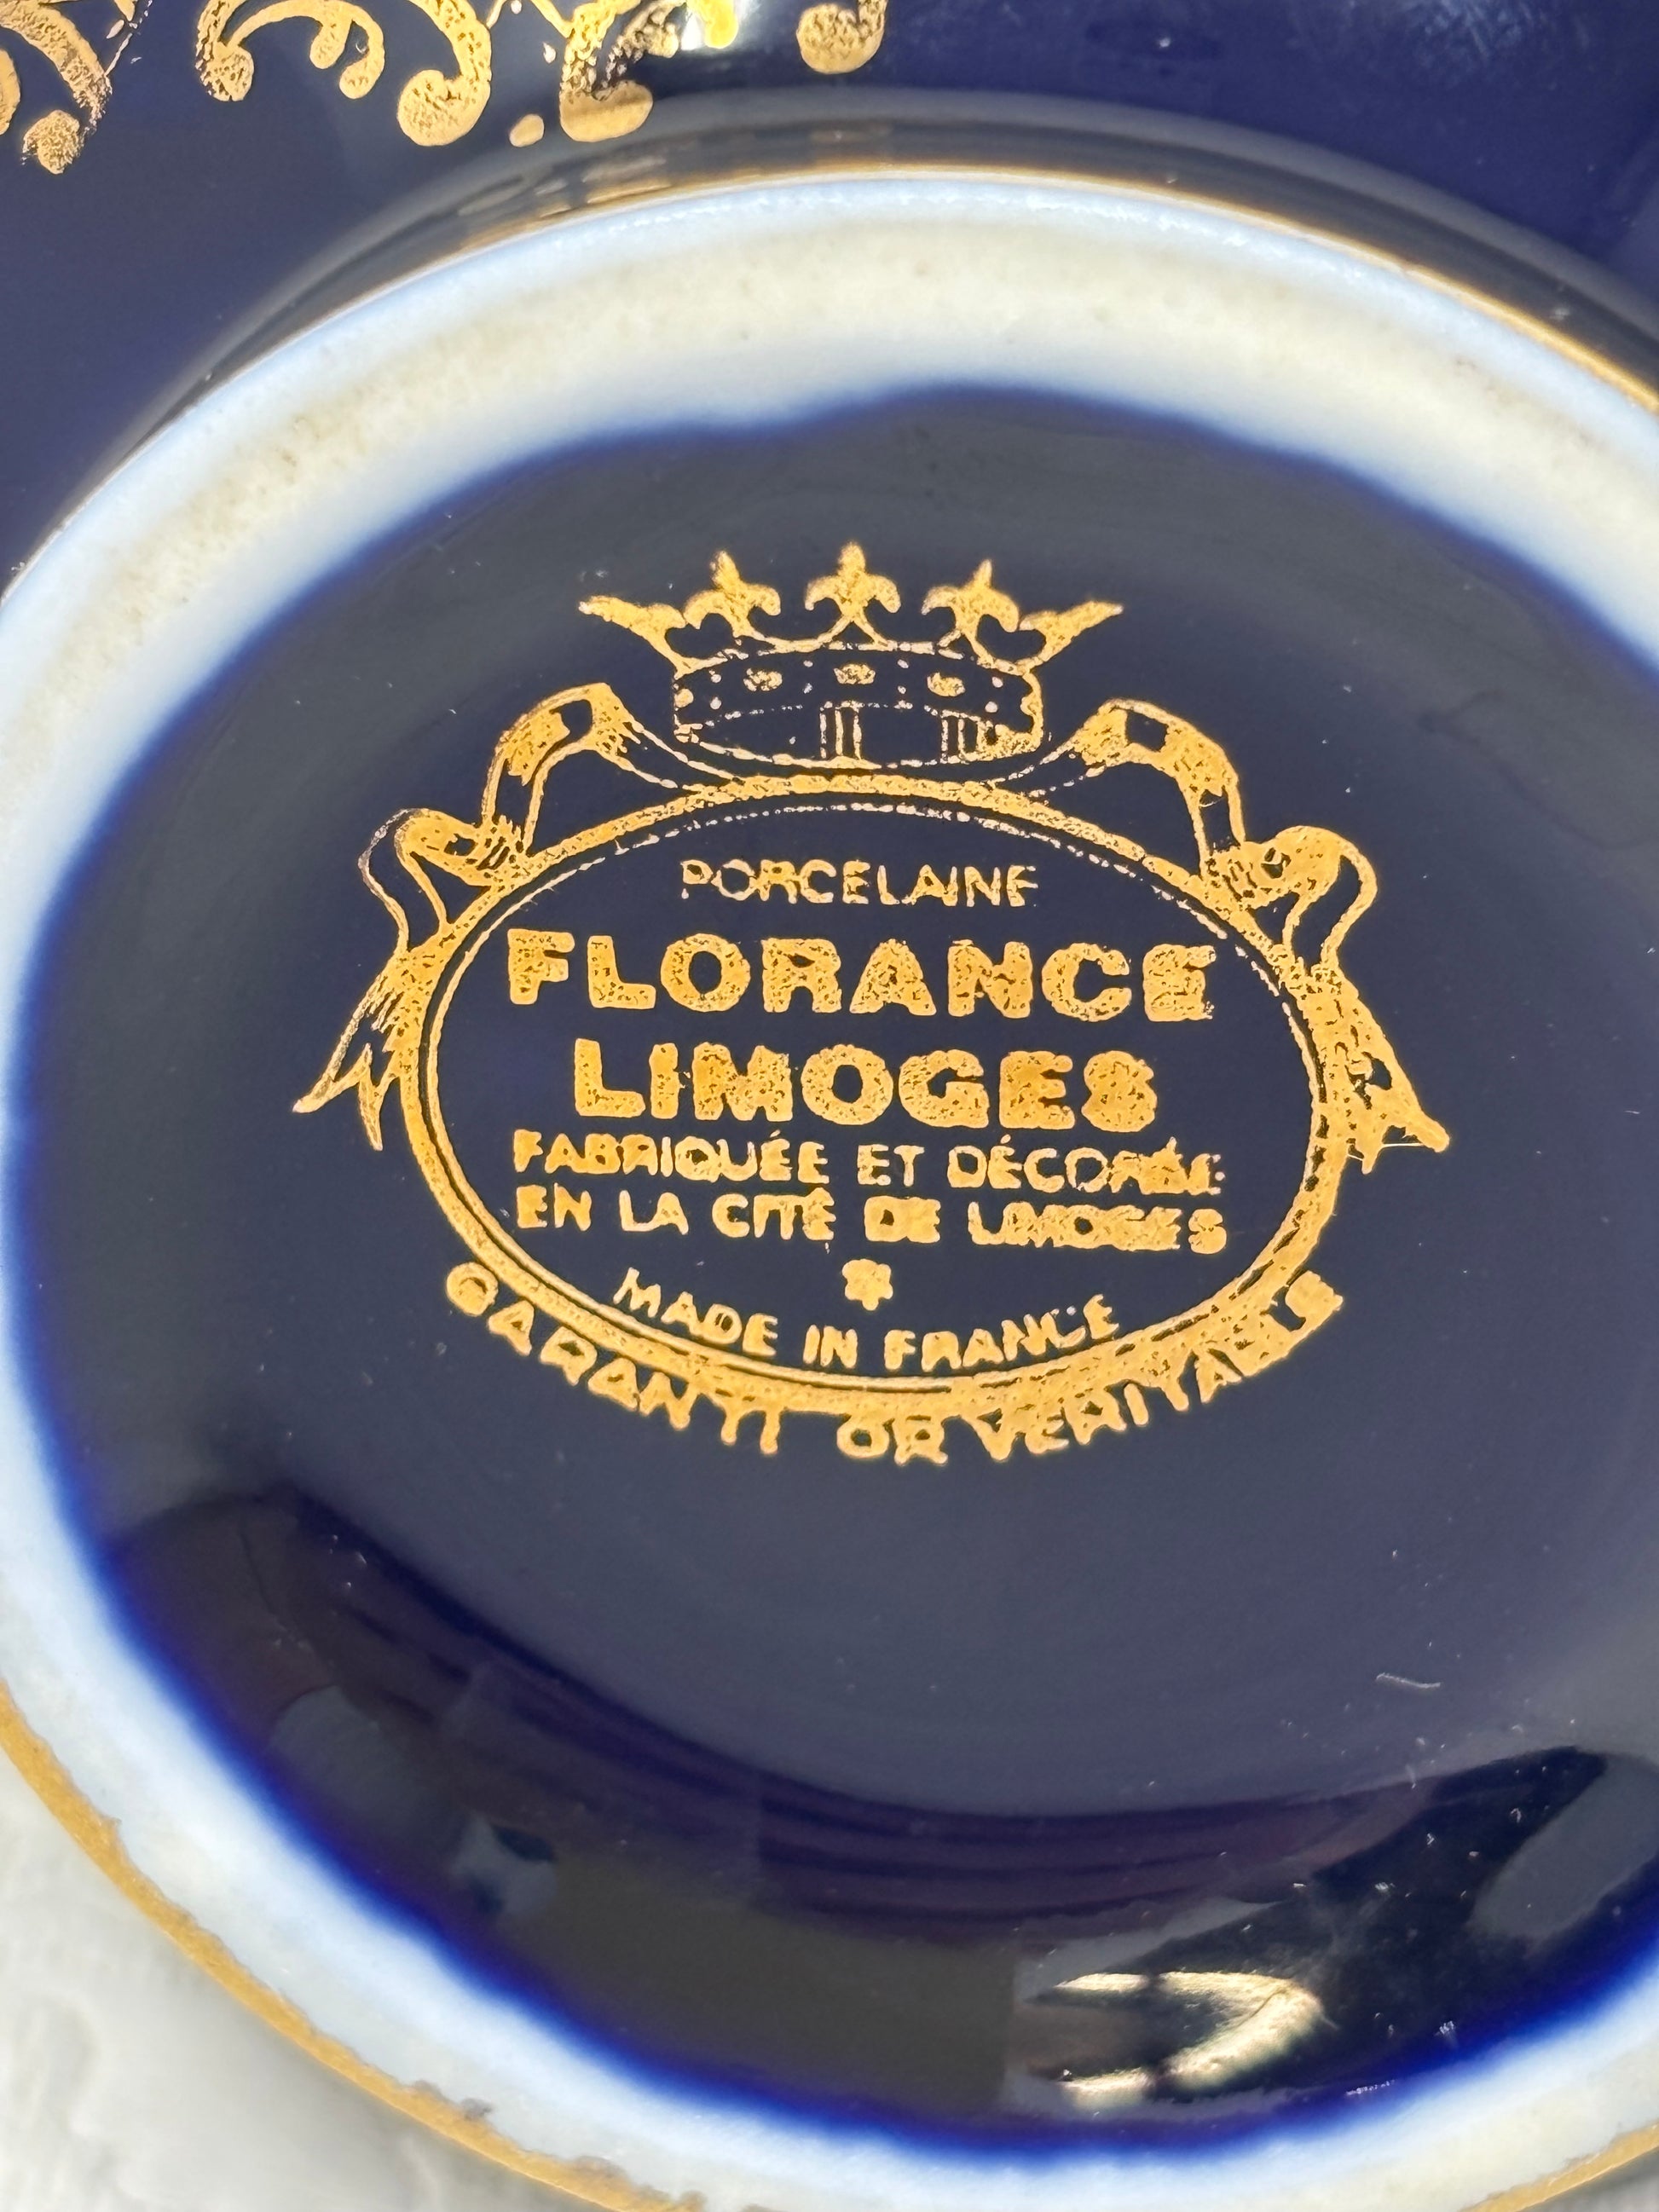 PORCELAINE
FLORANCE
LIMOGES
FABRIQUÉE ET DÉCORÉE
EN LA CITÉ DE LIMOGES
MADE IN FRANCE
GARANTI OR VERITABLE